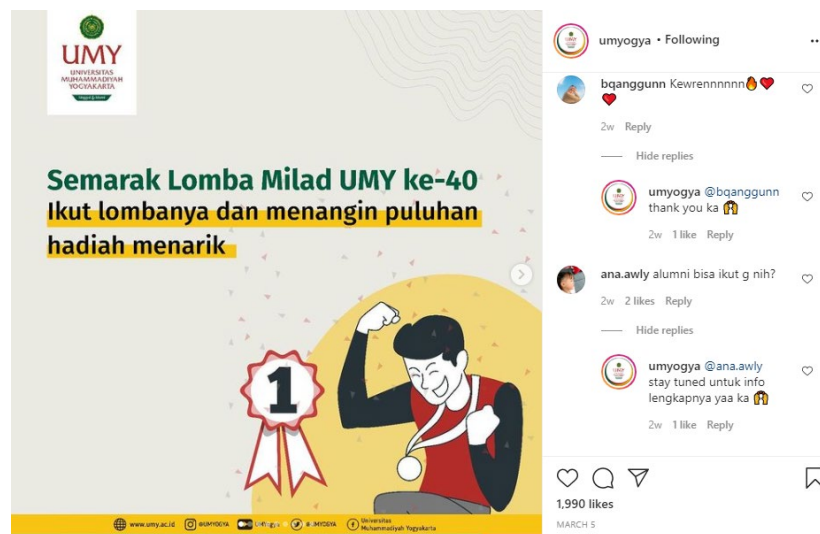 UMY
UNIVERSITAS
MUHAMMADIYAH
YOGYAKARTA
Semarak Lomba Milad UMY ke-40
Ikut lombanya dan menangin puluhan
hadiah menarik
1
www.umy.ac.id @UMYOGYA @UMYOGYA Universitas
Muhammadiyah Yogyakarta
umyogya • Following
bqanggunn Kewrennnnnn🔥❤️
❤️
2w Reply
Hide replies
umyogya @bqanggunn
thank you ka 🙌
2w 1 like Reply
ana.awly alumni bisa ikut g nih?
2w 2 likes Reply
Hide replies
umyogya @ana.awly
stay tuned untuk info
lengkapnya yaa ka 🙌
2w 1 like Reply
1,990 likes
MARCH 5